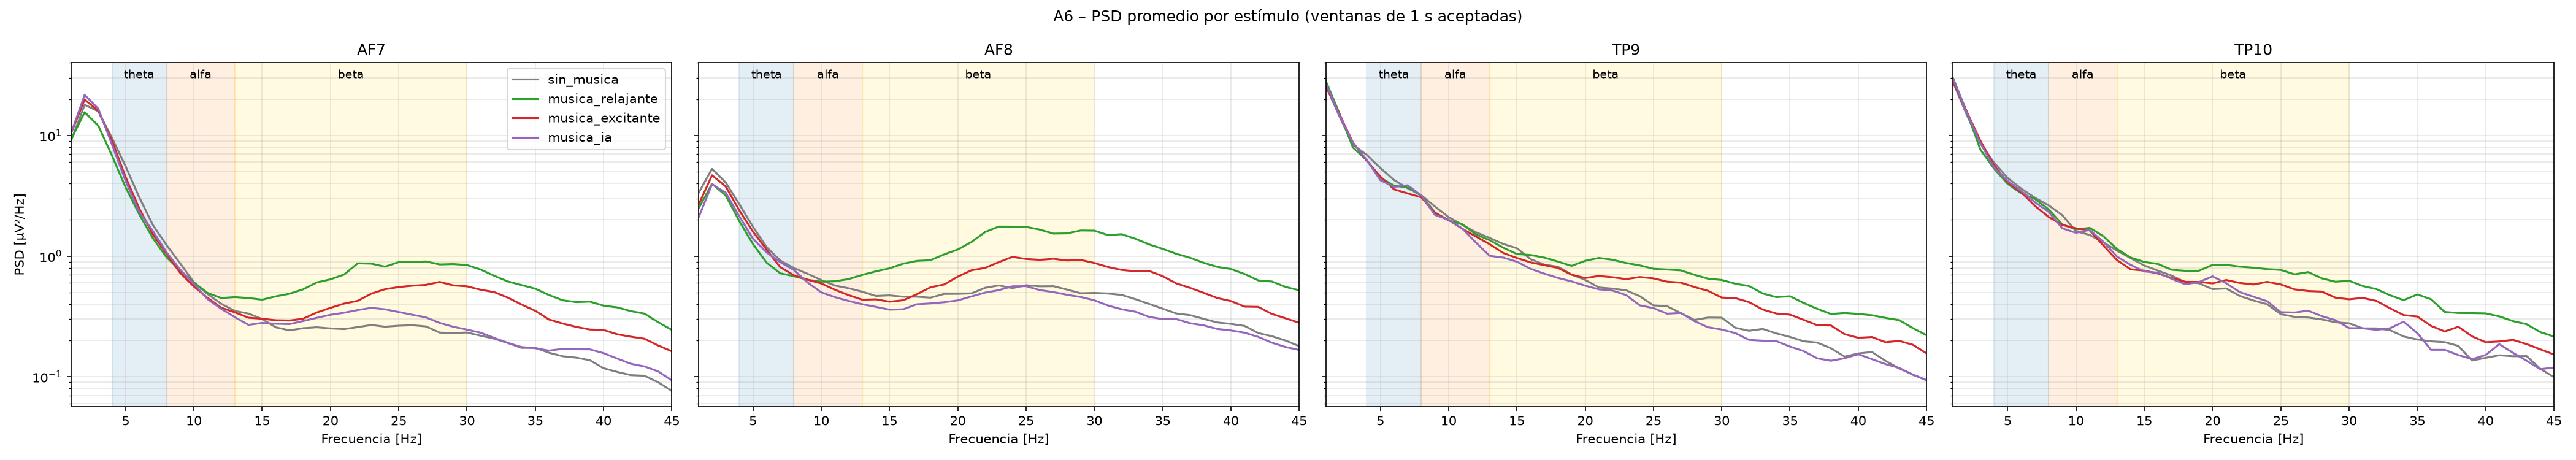 A6 – PSD promedio por estímulo (ventanas de 1 s aceptadas)
AF7
theta alfa beta
sin_musica
musica_relajante
musica_excitante
musica_ia
PSD [µV²/Hz]
10¹
10⁰
10⁻¹
5 10 15 20 25 30 35 40 45
Frecuencia [Hz]
AF8
theta alfa beta
5 10 15 20 25 30 35 40 45
Frecuencia [Hz]
TP9
theta alfa beta
5 10 15 20 25 30 35 40 45
Frecuencia [Hz]
TP10
theta alfa beta
5 10 15 20 25 30 35 40 45
Frecuencia [Hz]